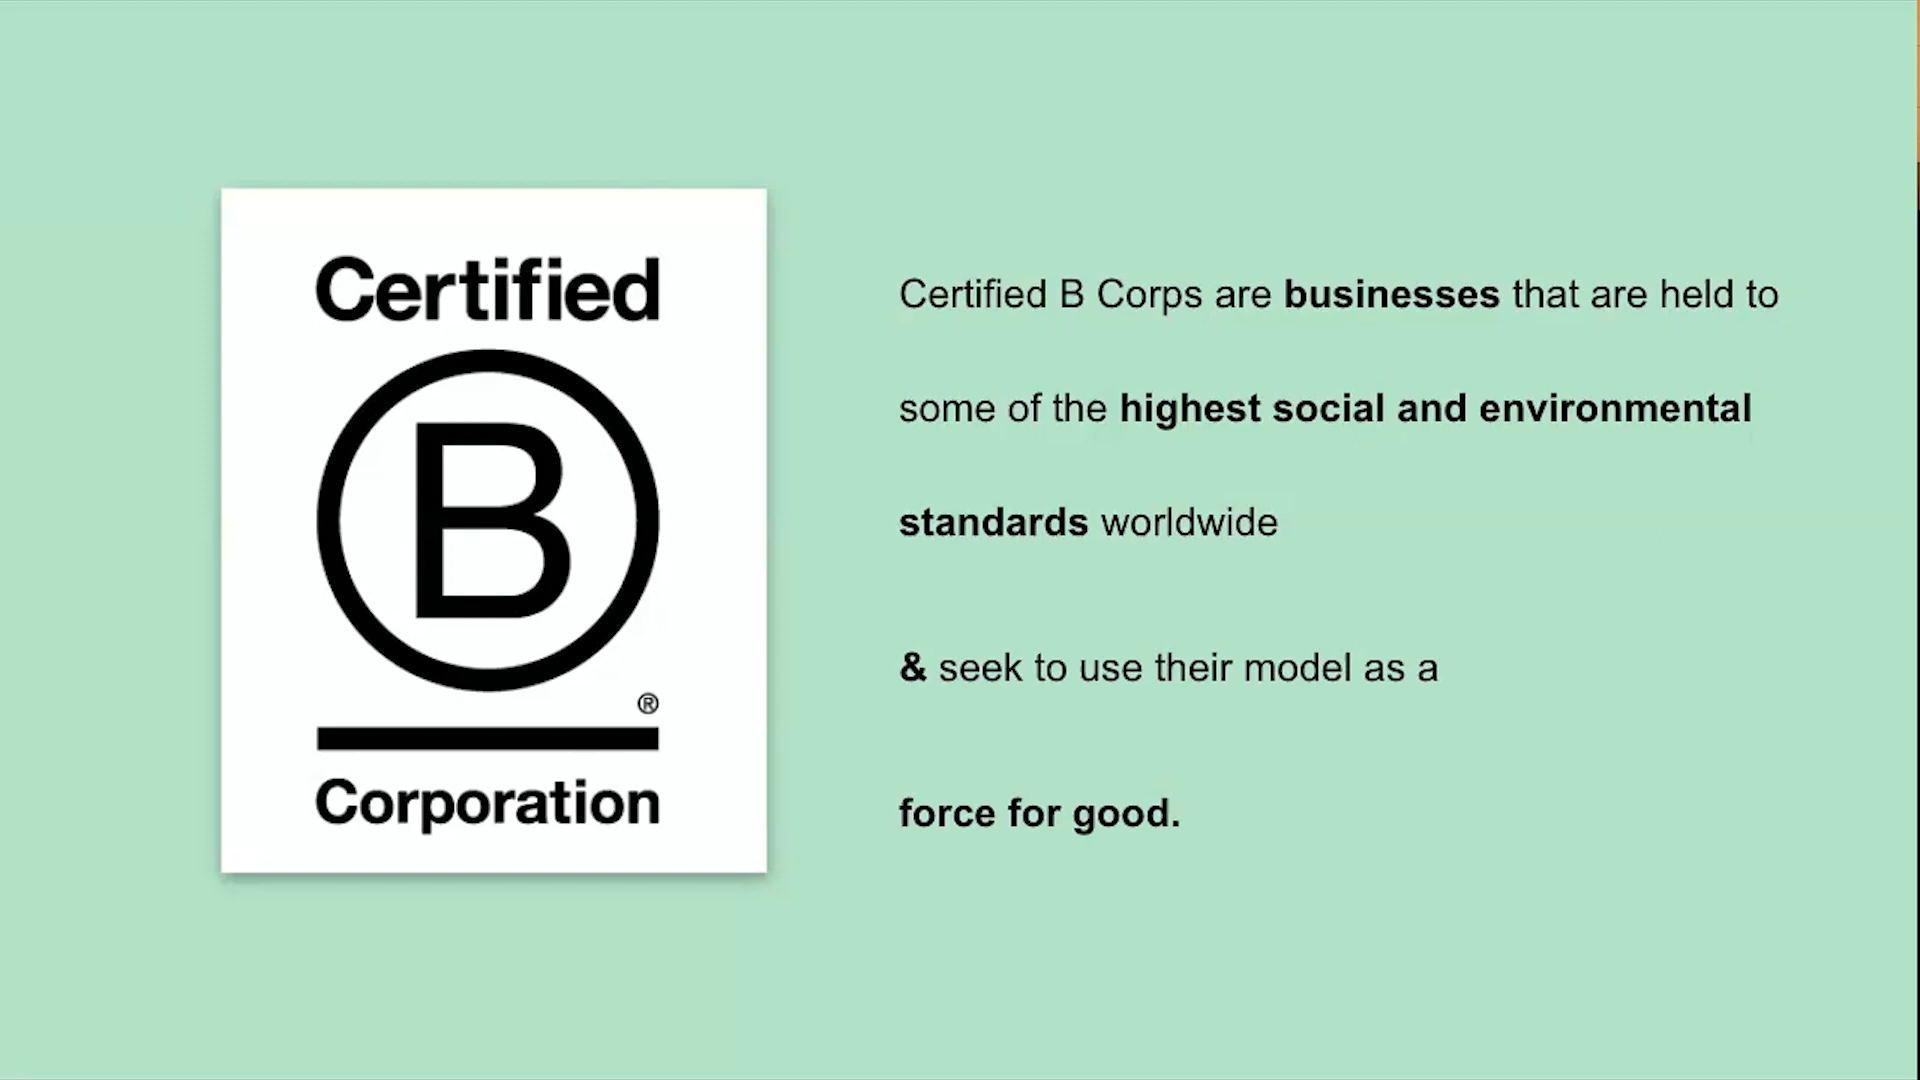 Certified
B
®
Corporation
Certified B Corps are businesses that are held to
some of the highest social and environmental
standards worldwide
& seek to use their model as a
force for good.